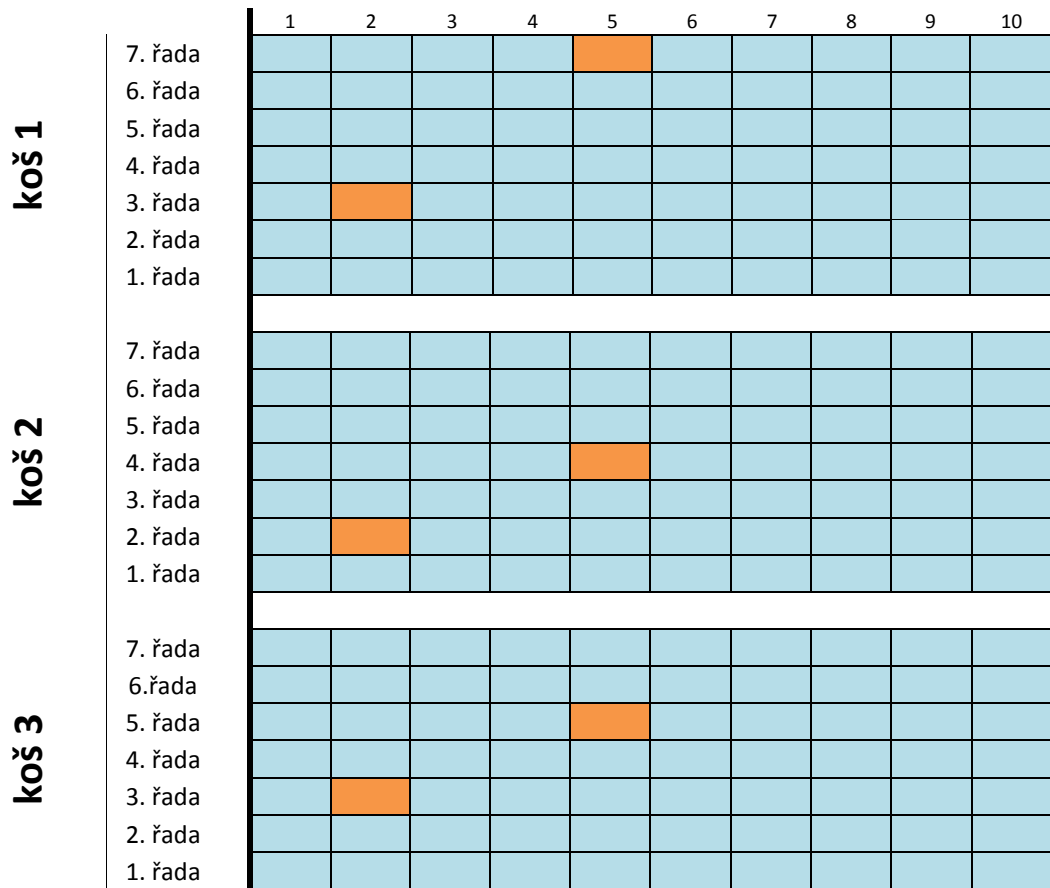 1 2 3 4 5 6 7 8 9 10
koš 1
7. řada
6. řada
5. řada
4. řada
3. řada
2. řada
1. řada
koš 2
7. řada
6. řada
5. řada
4. řada
3. řada
2. řada
1. řada
koš 3
7. řada
6.řada
5. řada
4. řada
3. řada
2. řada
1. řada